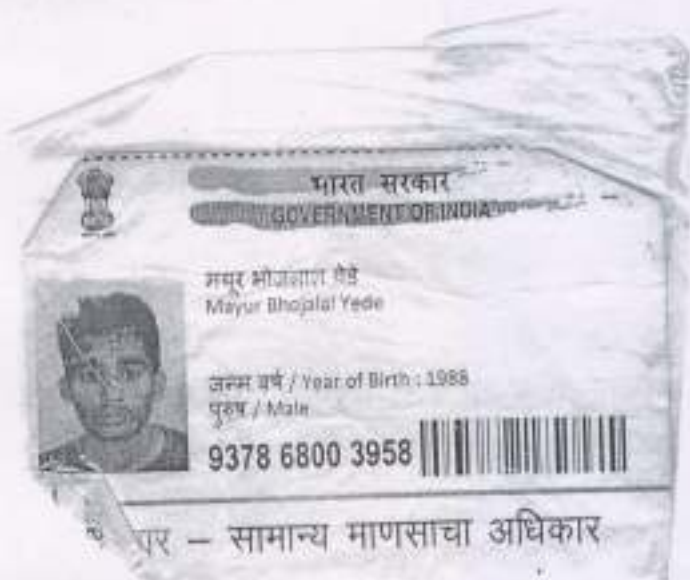 भारत सरकार
GOVERNMENT OF INDIA
मयूर भोजलाल येडे
Mayur Bhojalal Yede
जन्म वर्ष / Year of Birth : 1988
पुरुष / Male
9378 6800 3958
– सामान्य माणसाचा अधिकार